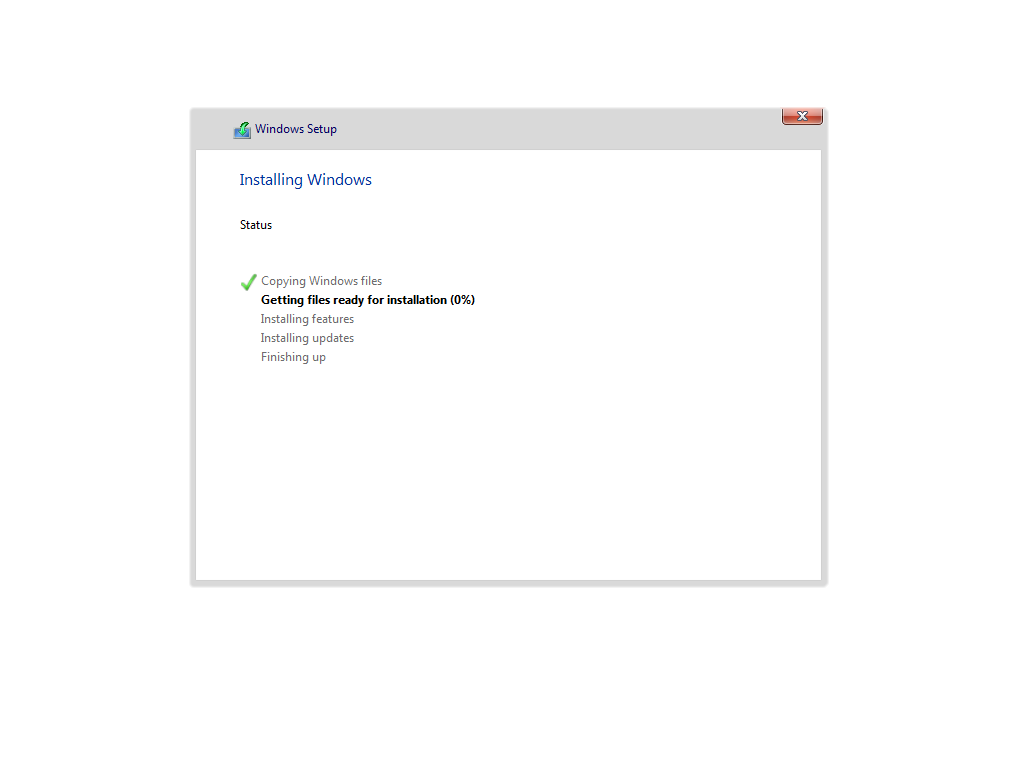 Windows Setup
Installing Windows
Status
Copying Windows files
Getting files ready for installation (0%)
Installing features
Installing updates
Finishing up